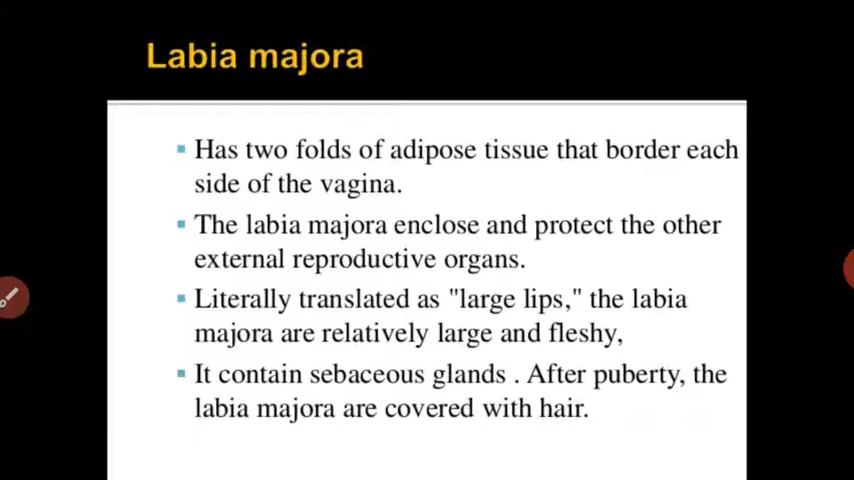 Labia majora
Has two folds of adipose tissue that border each
side of the vagina.
The labia majora enclose and protect the other
external reproductive organs.
Literally translated as "large lips," the labia
majora are relatively large and fleshy,
It contain sebaceous glands . After puberty, the
labia majora are covered with hair.